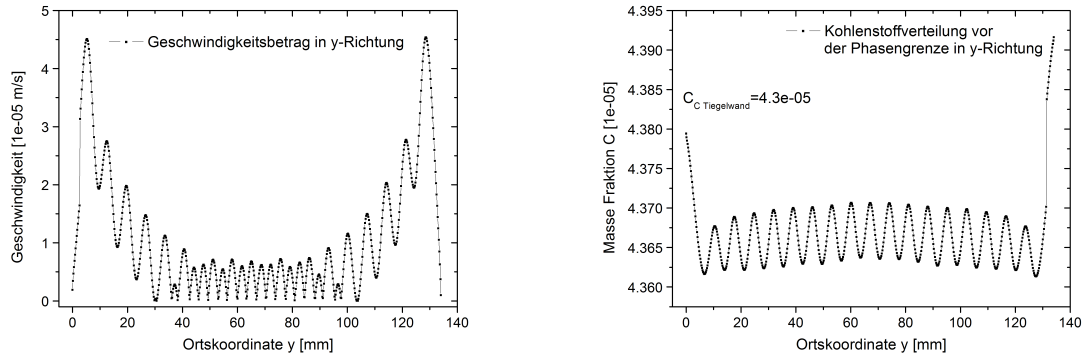 5
4
3
2
1
0
Geschwindigkeit [1e-05 m/s]
Geschwindigkeitsbetrag in y-Richtung
0 20 40 60 80 100 120 140
Ortskoordinate y [mm]
4.395
4.390
4.385
4.380
4.375
4.370
4.365
4.360
Masse Fraktion C [1e-05]
Kohlenstoffverteilung vor
der Phasengrenze in y-Richtung
C_C Tiegelwand=4.3e-05
0 20 40 60 80 100 120 140
Ortskoordinate y [mm]